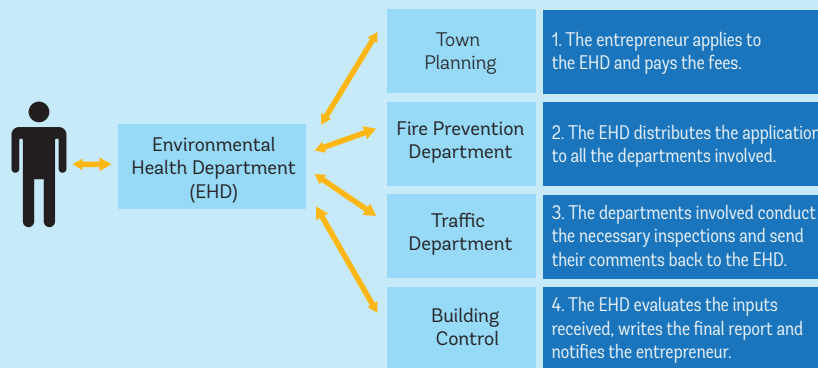 Environmental
Health Department
(EHD)
Town
Planning
1. The entrepreneur applies to
the EHD and pays the fees.
Fire Prevention
Department
2. The EHD distributes the application
to all the departments involved.
Traffic
Department
3. The departments involved conduct
the necessary inspections and send
their comments back to the EHD.
Building
Control
4. The EHD evaluates the inputs
received, writes the final report and
notifies the entrepreneur.